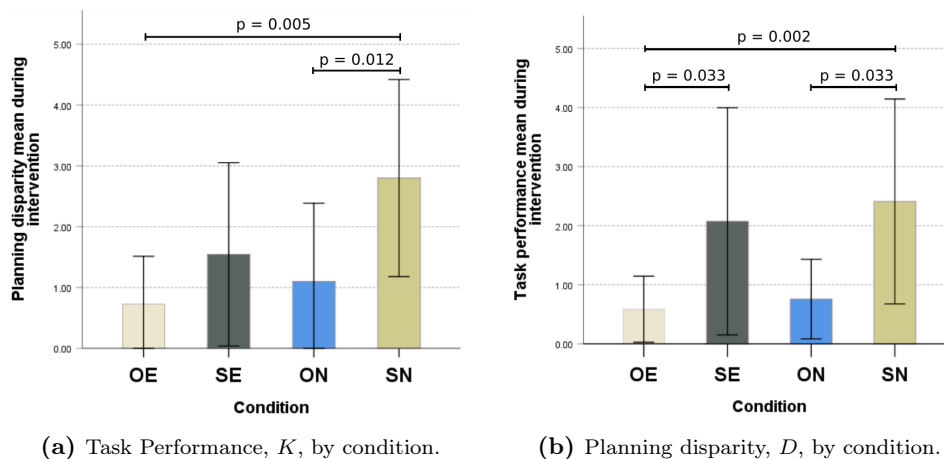 p = 0.005
p = 0.012
5.00
4.00
3.00
2.00
1.00
0.00
Planning disparity mean during
intervention
OE SE ON SN
Condition
(a) Task Performance, K, by condition.
p = 0.002
p = 0.033 p = 0.033
5.00
4.00
3.00
2.00
1.00
0.00
Task performance mean during
intervention
OE SE ON SN
Condition
(b) Planning disparity, D, by condition.